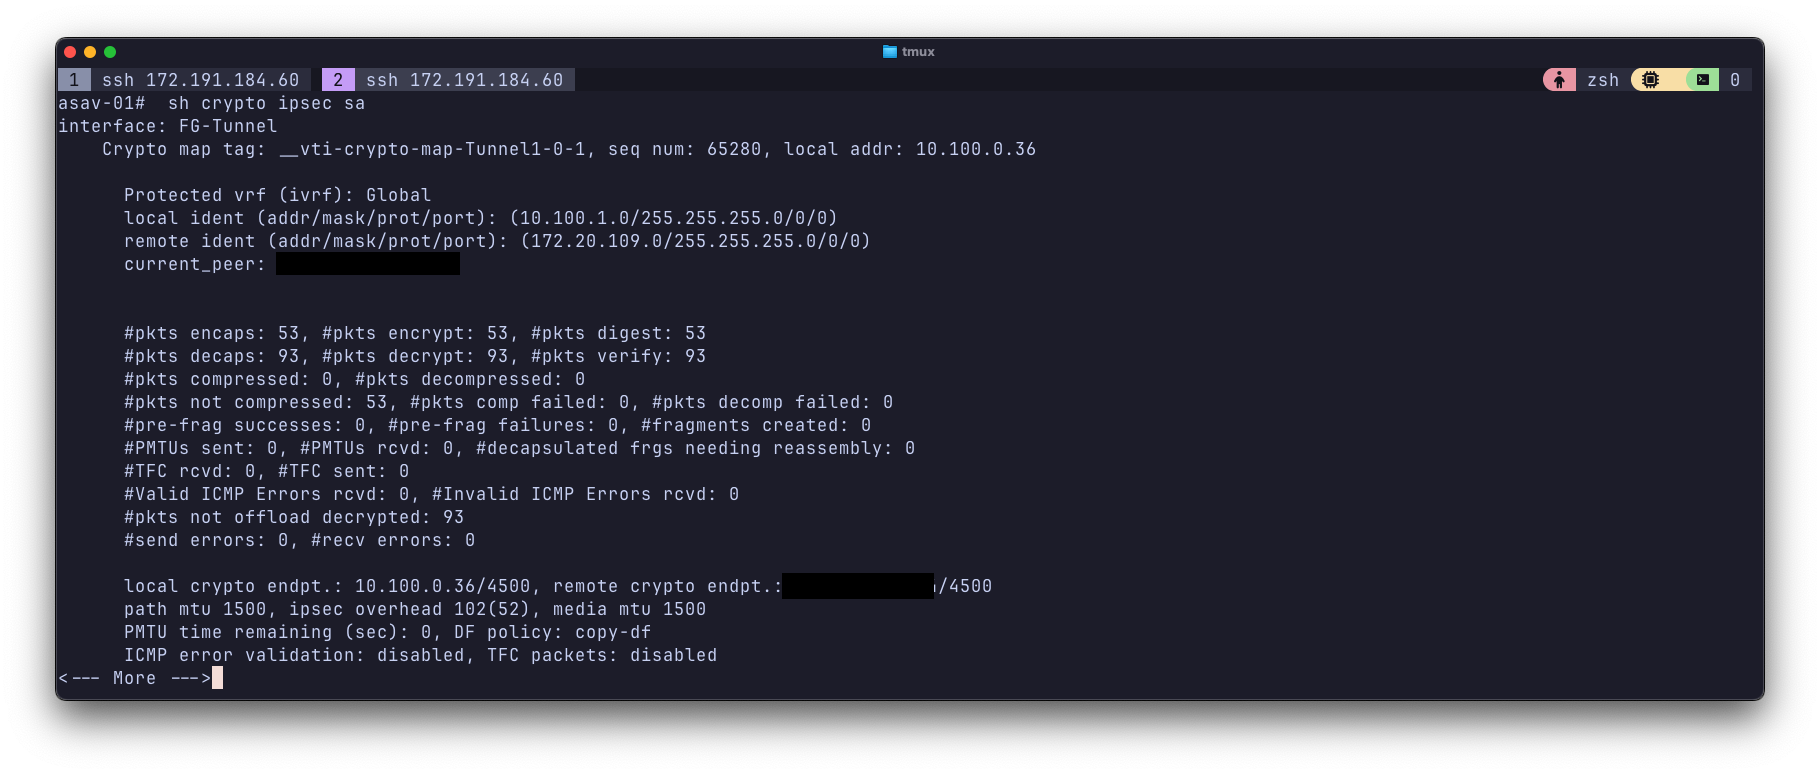 tmux
1 ssh 172.191.184.60 2 ssh 172.191.184.60 zsh 0
asav-01#  sh crypto ipsec sa
interface: FG-Tunnel
    Crypto map tag: __vti-crypto-map-Tunnel1-0-1, seq num: 65280, local addr: 10.100.0.36
      Protected vrf (ivrf): Global
      local ident (addr/mask/prot/port): (10.100.1.0/255.255.255.0/0/0)
      remote ident (addr/mask/prot/port): (172.20.109.0/255.255.255.0/0/0)
      current_peer:
      #pkts encaps: 53, #pkts encrypt: 53, #pkts digest: 53
      #pkts decaps: 93, #pkts decrypt: 93, #pkts verify: 93
      #pkts compressed: 0, #pkts decompressed: 0
      #pkts not compressed: 53, #pkts comp failed: 0, #pkts decomp failed: 0
      #pre-frag successes: 0, #pre-frag failures: 0, #fragments created: 0
      #PMTUs sent: 0, #PMTUs rcvd: 0, #decapsulated frgs needing reassembly: 0
      #TFC rcvd: 0, #TFC sent: 0
      #Valid ICMP Errors rcvd: 0, #Invalid ICMP Errors rcvd: 0
      #pkts not offload decrypted: 93
      #send errors: 0, #recv errors: 0
      local crypto endpt.: 10.100.0.36/4500, remote crypto endpt.: /4500
      path mtu 1500, ipsec overhead 102(52), media mtu 1500
      PMTU time remaining (sec): 0, DF policy: copy-df
      ICMP error validation: disabled, TFC packets: disabled
<--- More --->